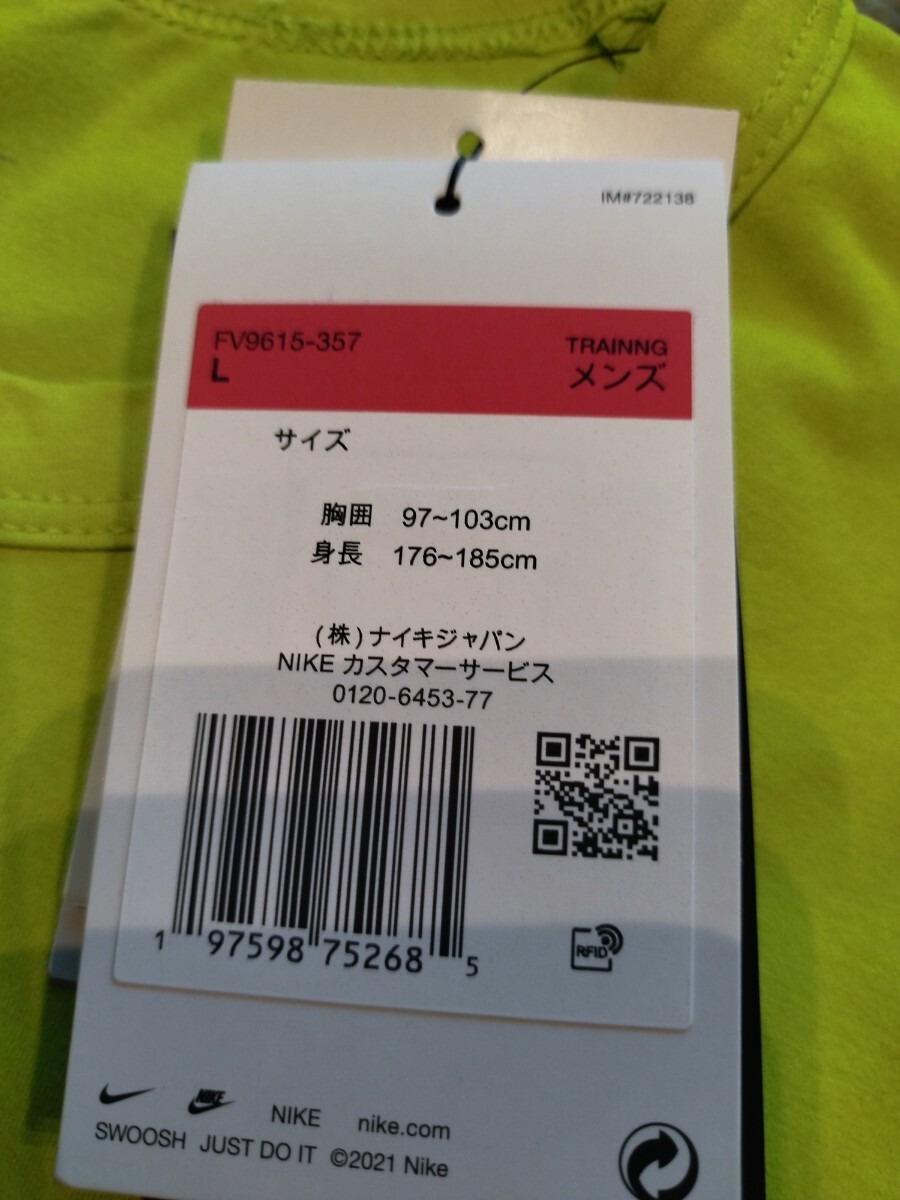 IM#722138
FV9615-357 TRAINNG
L メンズ
サイズ
胸囲 97~103cm
身長 176~185cm
(株)ナイキジャパン
NIKE カスタマーサービス
0120-6453-77
1 97598 75268 5
RFID
NIKE NIKE nike.com
SWOOSH JUST DO IT ©2021 Nike